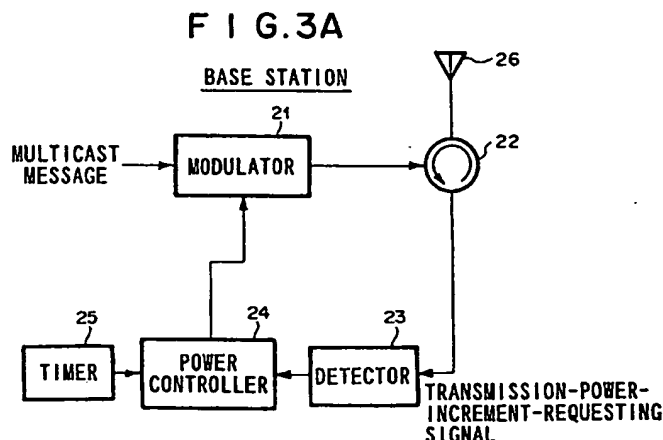 FIG.3A
BASE STATION
26
21
22
MULTICAST
MESSAGE
MODULATOR
25
24
23
TIMER
POWER
CONTROLLER
DETECTOR
TRANSMISSION-POWER-
INCREMENT-REQUESTING
SIGNAL